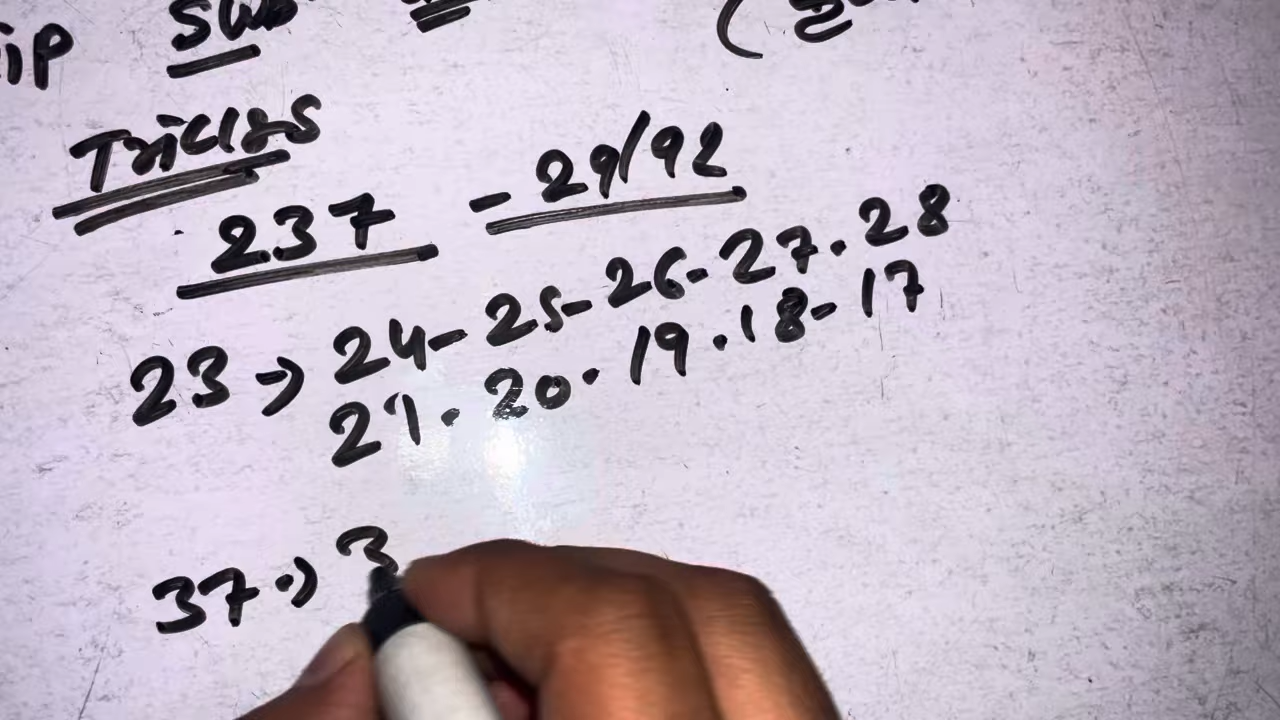 Tricks
237 - 29/92
23 → 24-25-26-27.28
21.20.19.18-17
37 → 3